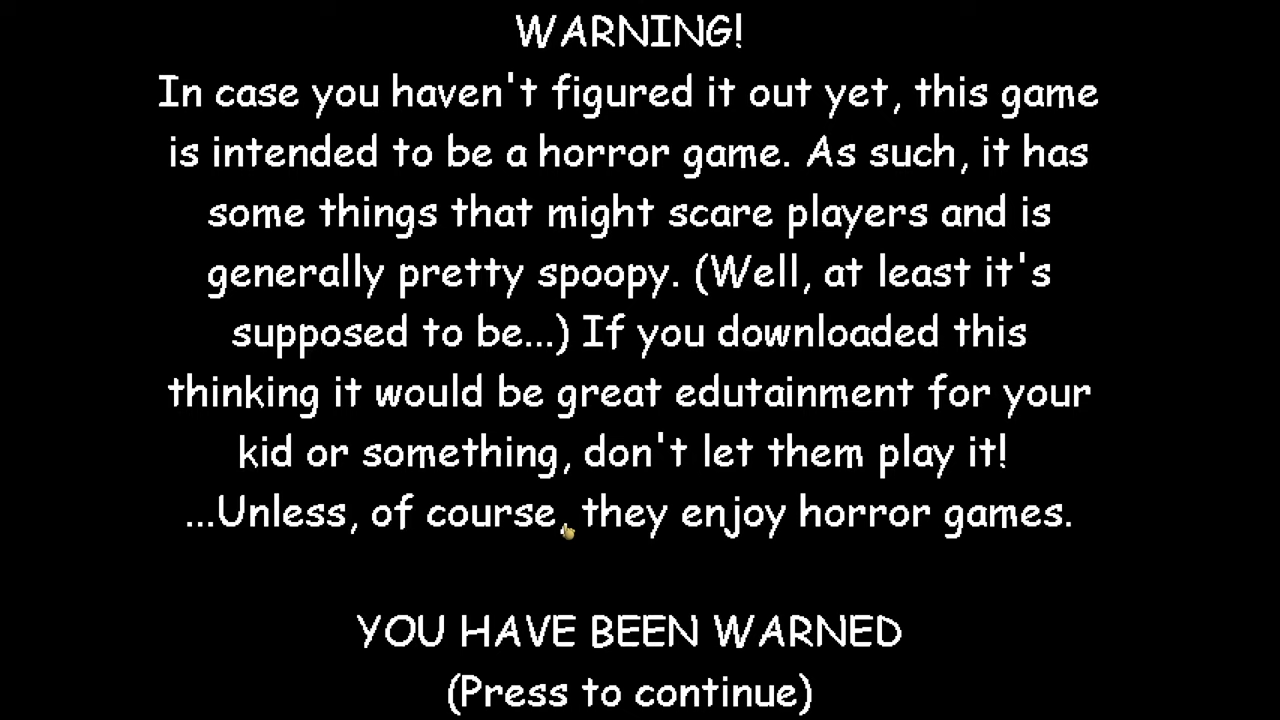 WARNING!
In case you haven't figured it out yet, this game
is intended to be a horror game. As such, it has
some things that might scare players and is
generally pretty spoopy. (Well, at least it's
supposed to be...) If you downloaded this
thinking it would be great edutainment for your
kid or something, don't let them play it!
...Unless, of course, they enjoy horror games.
YOU HAVE BEEN WARNED
(Press to continue)